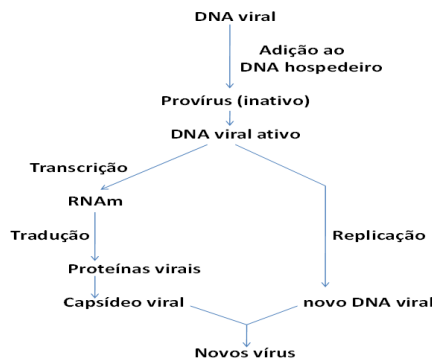 DNA viral
Adição ao
DNA hospedeiro
Provírus (inativo)
DNA viral ativo
Transcrição
RNAm
Tradução
Replicação
Proteínas virais
Capsídeo viral
novo DNA viral
Novos vírus